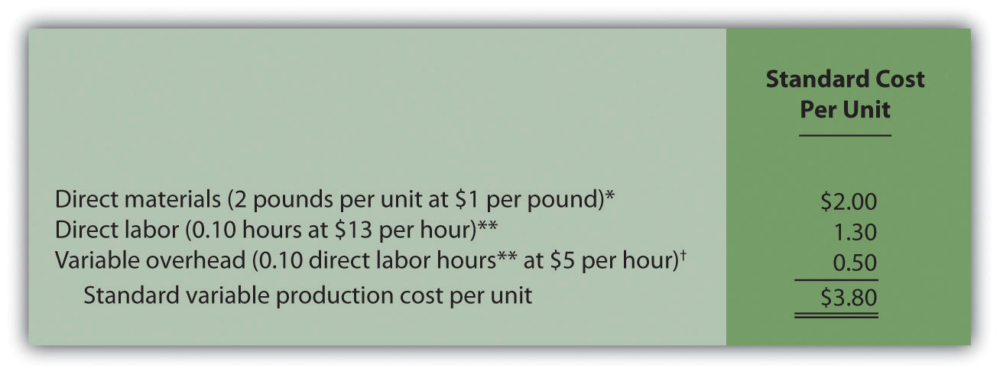 Standard Cost
Per Unit
Direct materials (2 pounds per unit at $1 per pound)* $2.00
Direct labor (0.10 hours at $13 per hour)** 1.30
Variable overhead (0.10 direct labor hours** at $5 per hour)† 0.50
Standard variable production cost per unit $3.80